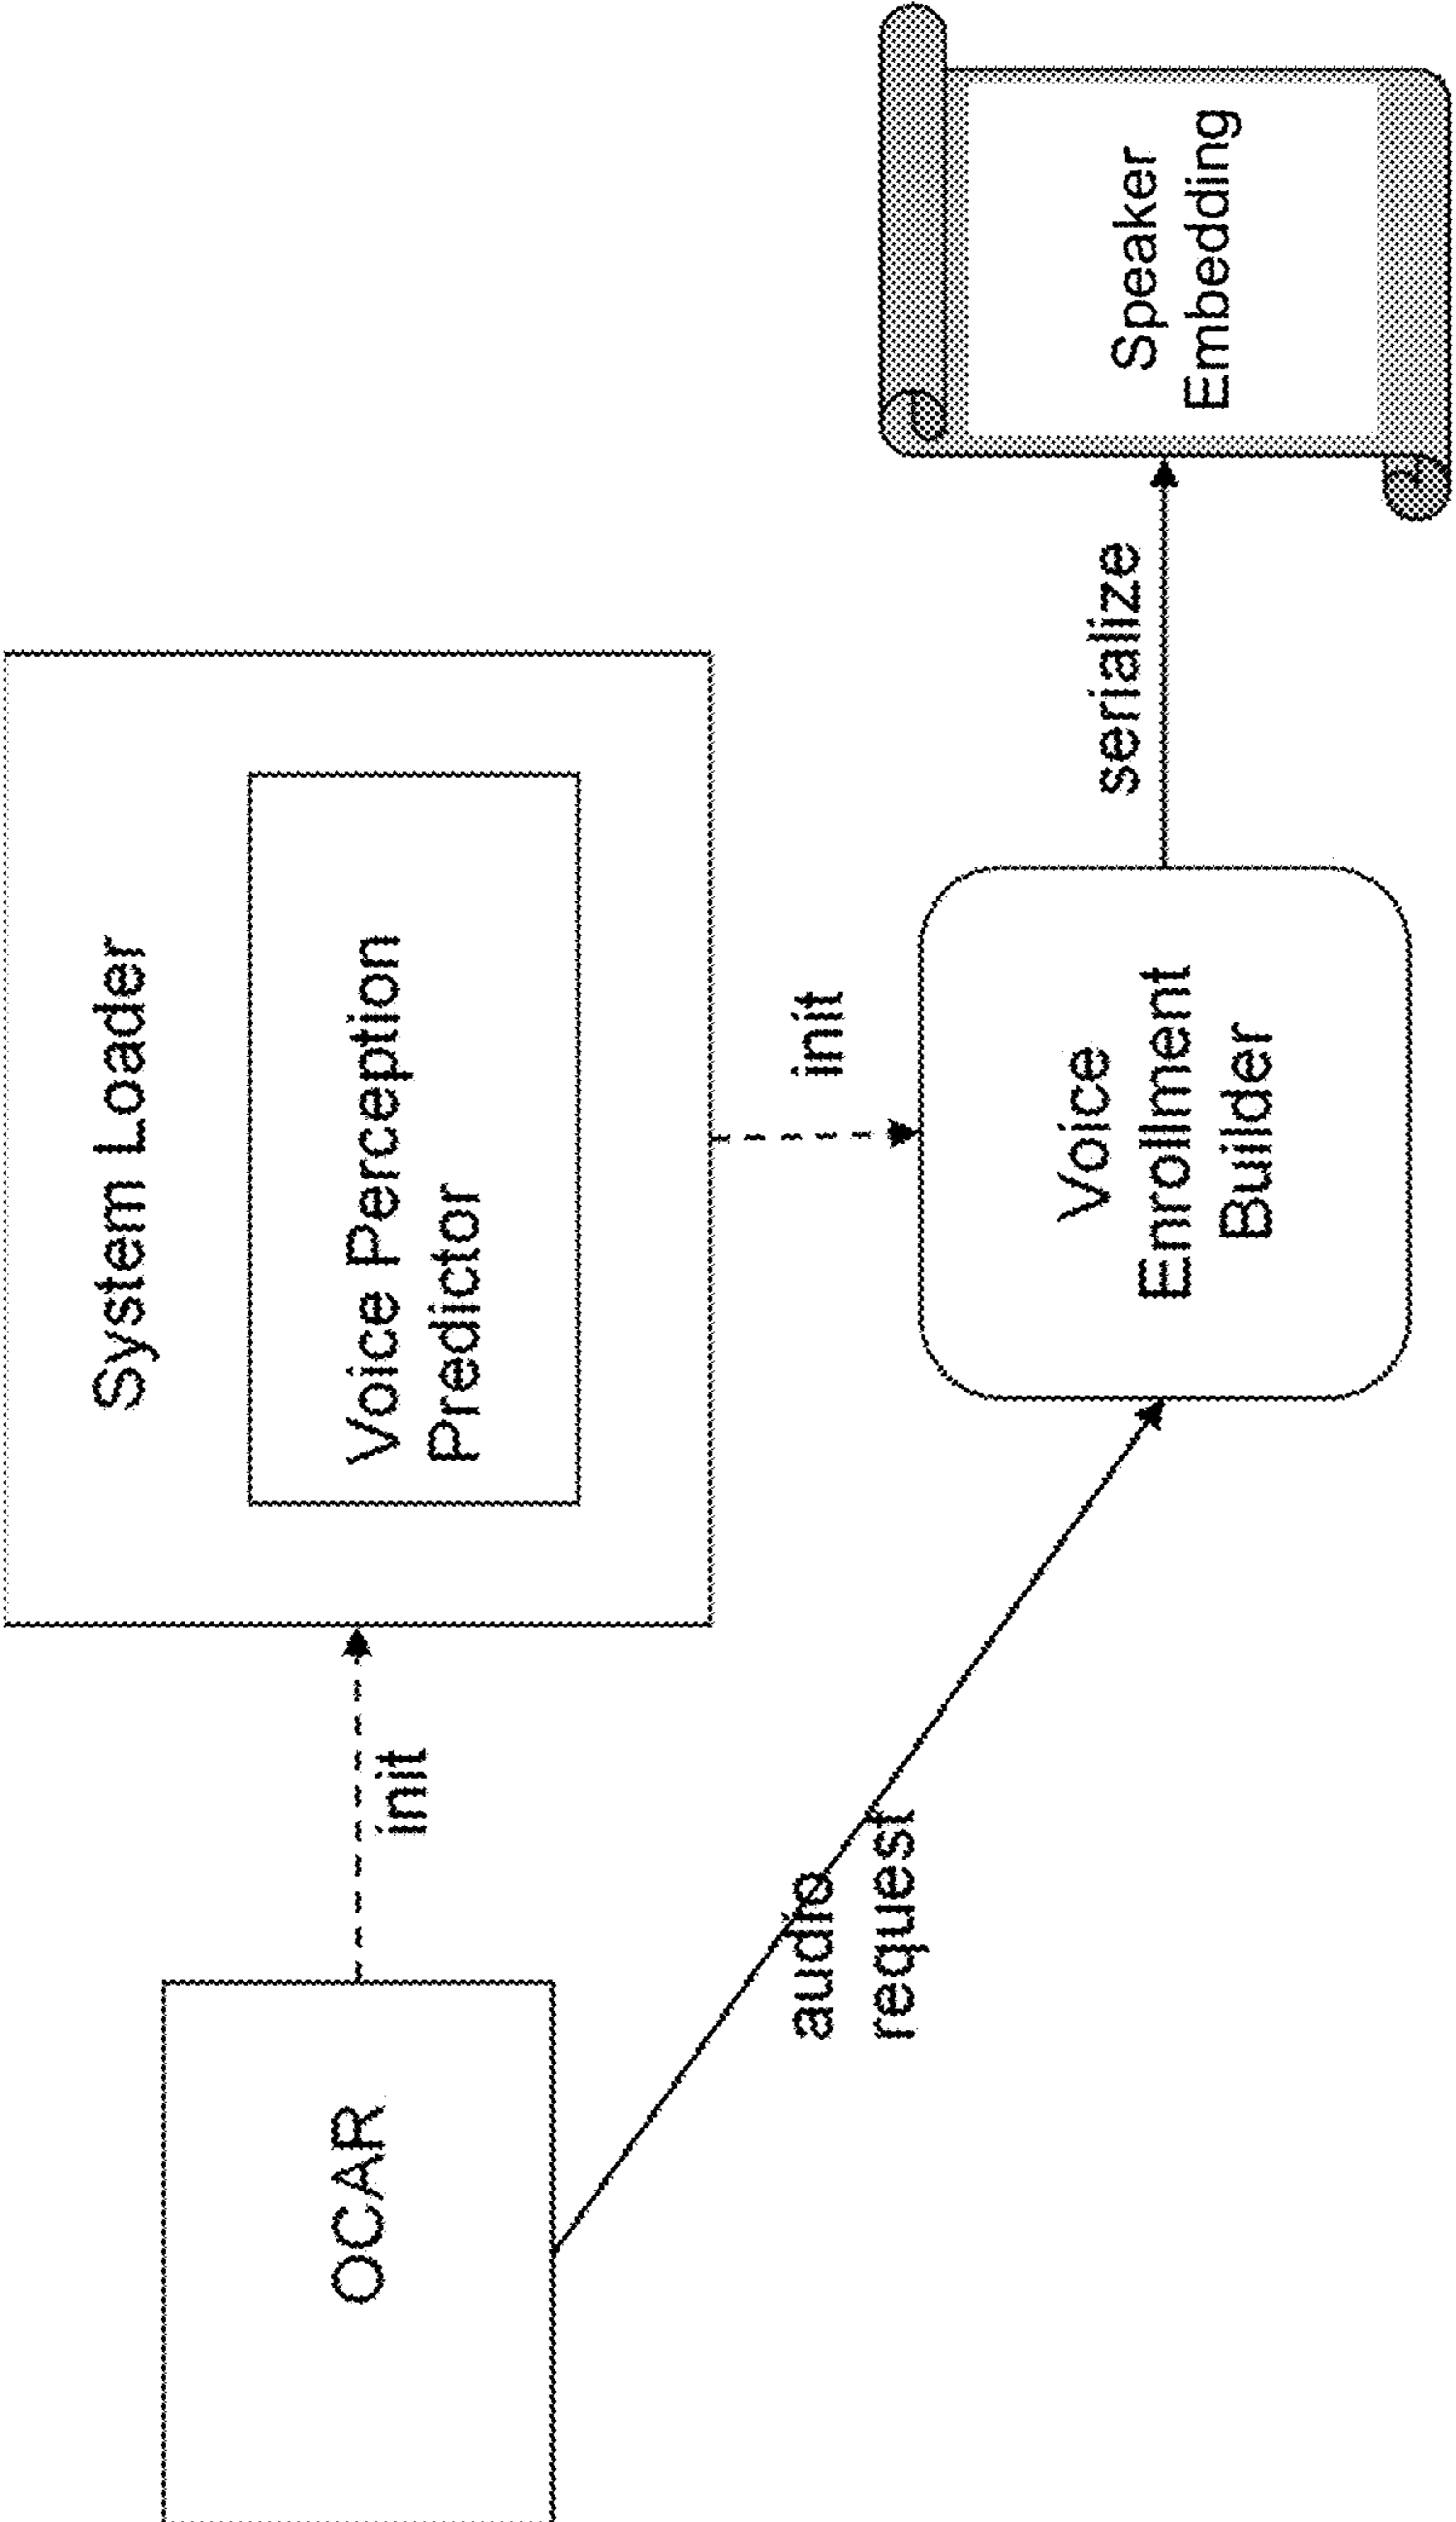 OCAR
init
System Loader
Voice Perception
Predictor
audio
request
init
Voice
Enrollment
Builder
serialize
Speaker
Embedding